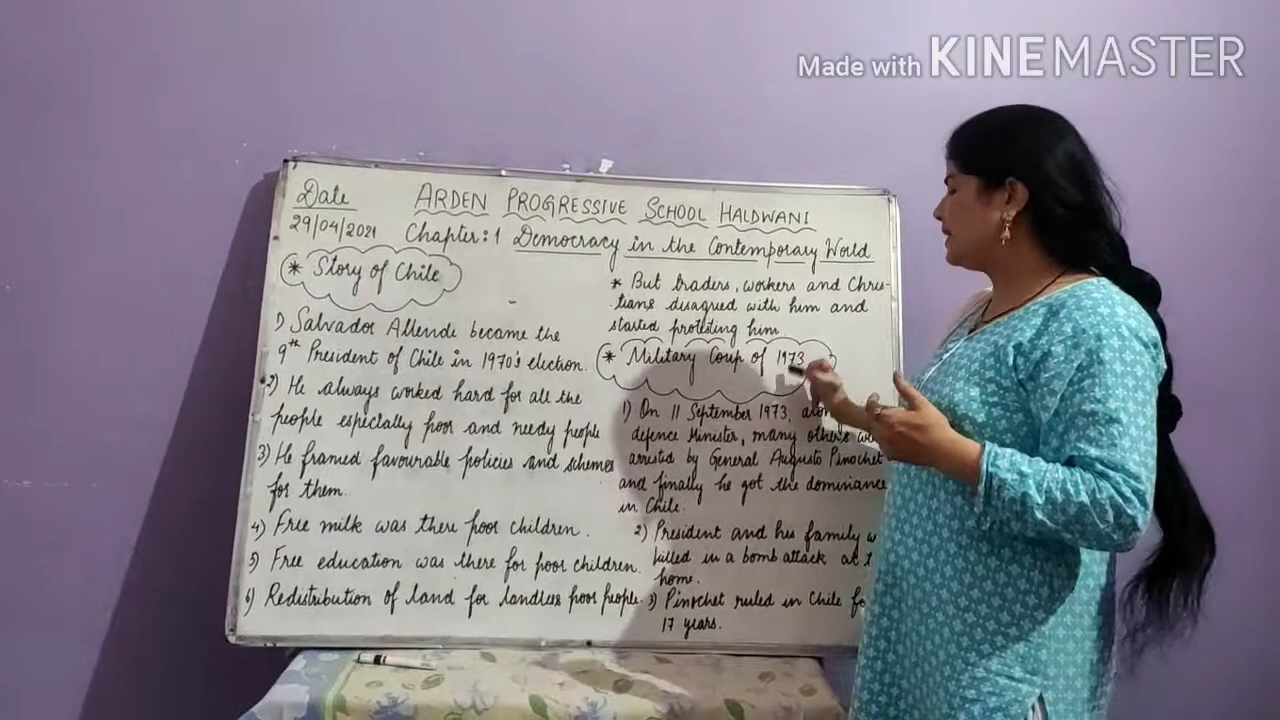 Made with KINEMASTER
Date
29/04/2021
ARDEN PROGRESSIVE SCHOOL HALDWANI
Chapter:1 Democracy in the Contemporary World
* Story of Chile
1) Salvador Allende became the
9th President of Chile in 1970's election.
2) He always worked hard for all the
people especially poor and needy people
3) He framed favourable policies and schemes
for them.
4) Free milk was there poor children.
5) Free education was there for poor children.
6) Redistribution of land for landless poor people.
* But traders, workers and Chris-
tians disagreed with him and
started protesting him.
* Military Coup of 1973
1) On 11 September 1973,
defence Minister, many others
arrested by General Augusto Pinochet
and finally he got the dominance
in Chile.
2) President and his family
killed in a bomb attack at
home.
3) Pinochet ruled in Chile
17 years.